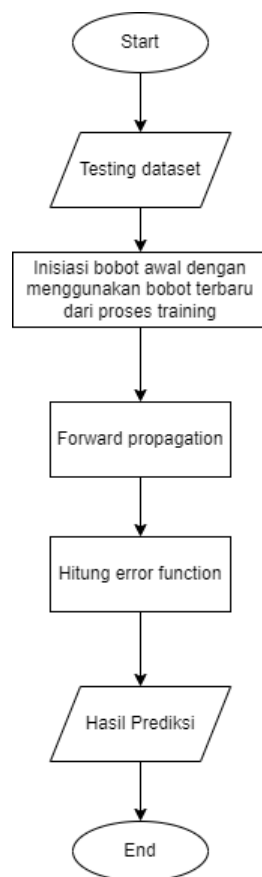 Start
Testing dataset
Inisiasi bobot awal dengan
menggunakan bobot terbaru
dari proses training
Forward propagation
Hitung error function
Hasil Prediksi
End